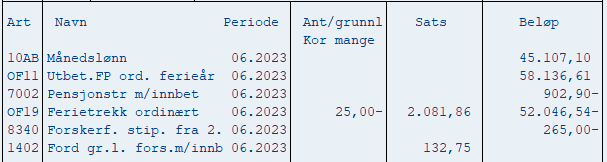 Art Navn Periode Ant/grunnl Sats Beløp
Kor mange
10AB Månedslønn 06.2023 45.107,10
OF11 Utbet.FP ord. ferieår 06.2023 58.136,61
7002 Pensjonstr m/innbet 06.2023 902,90-
OF19 Ferietrekk ordinært 06.2023 25,00- 2.081,86 52.046,54-
8340 Forskerf. stip. fra 2. 06.2023 265,00-
1402 Ford gr.l. fors.m/innb 06.2023 132,75